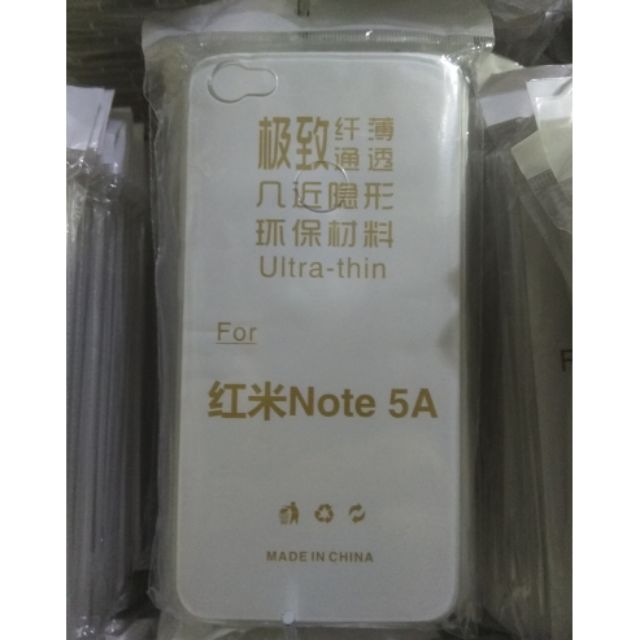 极致纤薄
通透
几近隐形
环保材料
Ultra-thin
For
红米Note 5A
MADE IN CHINA